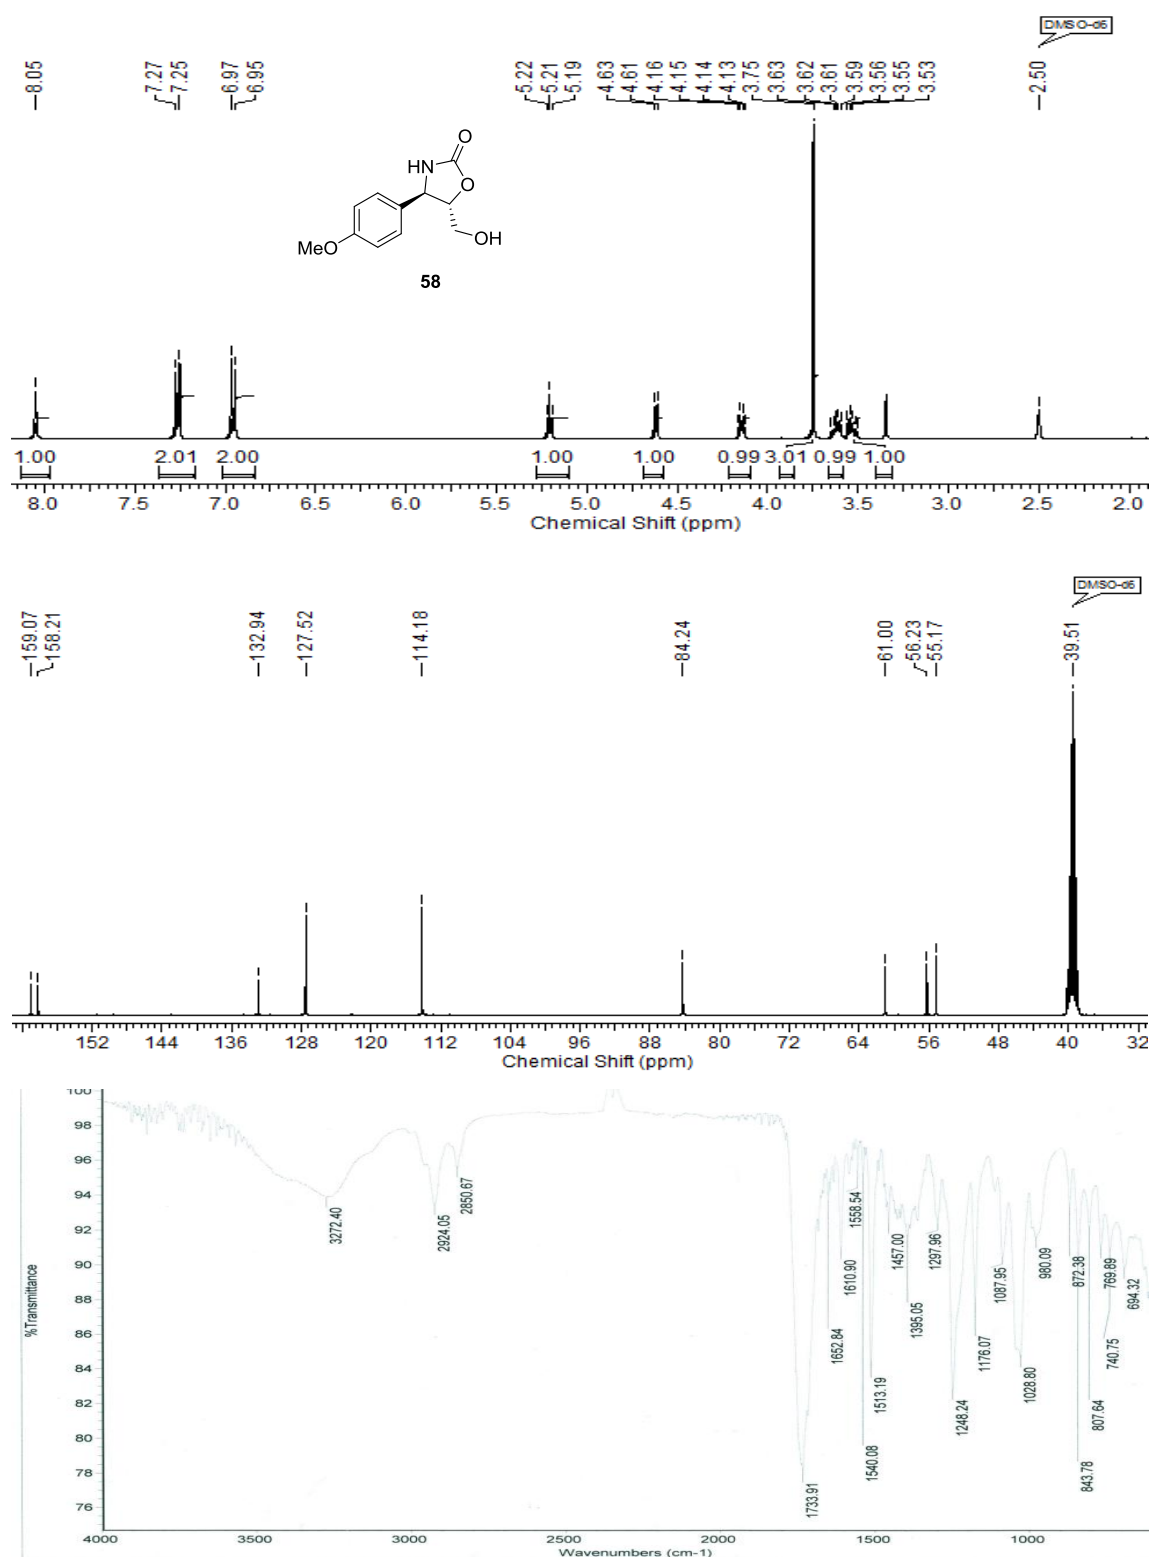 DMSO-d6
8.05 7.27 7.25 6.97 6.95 5.22 5.21 5.19 4.63 4.61 4.16 4.15 4.14 4.13 3.75 3.63 3.62 3.61 3.59 3.56 3.55 3.53 2.50
O
HN
O
OH
MeO
58
1.00 2.01 2.00 1.00 1.00 0.99 3.01 0.99 1.00
8.0 7.5 7.0 6.5 6.0 5.5 5.0 4.5 4.0 3.5 3.0 2.5 2.0
Chemical Shift (ppm)
DMSO-d6
159.07 158.21 132.94 127.52 114.18 84.24 61.00 56.23 55.17 39.51
152 144 136 128 120 112 104 96 88 80 72 64 56 48 40 32
Chemical Shift (ppm)
100
98
96
94
92
90
88
86
84
82
80
78
76
%Transmittance
3272.40 2924.05 2850.67 1733.91 1652.84 1610.90 1558.54 1540.08 1513.19 1457.00 1395.05 1297.96 1248.24 1176.07 1087.95 1028.80 980.09 872.38 843.78 807.64 769.89 740.75 694.32
4000 3000 2500 2000 1500 1000
Wavenumbers (cm-1)